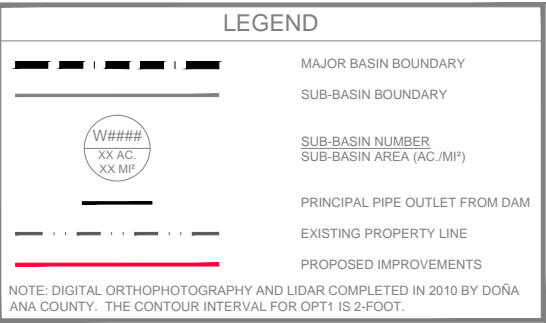 LEGEND
MAJOR BASIN BOUNDARY
SUB-BASIN BOUNDARY
W####
XX AC.
XX MI²
SUB-BASIN NUMBER
SUB-BASIN AREA (AC./MI²)
PRINCIPAL PIPE OUTLET FROM DAM
EXISTING PROPERTY LINE
PROPOSED IMPROVEMENTS
NOTE: DIGITAL ORTHOPHOTOGRAPHY AND LIDAR COMPLETED IN 2010 BY DOÑA
ANA COUNTY. THE CONTOUR INTERVAL FOR OPT1 IS 2-FOOT.